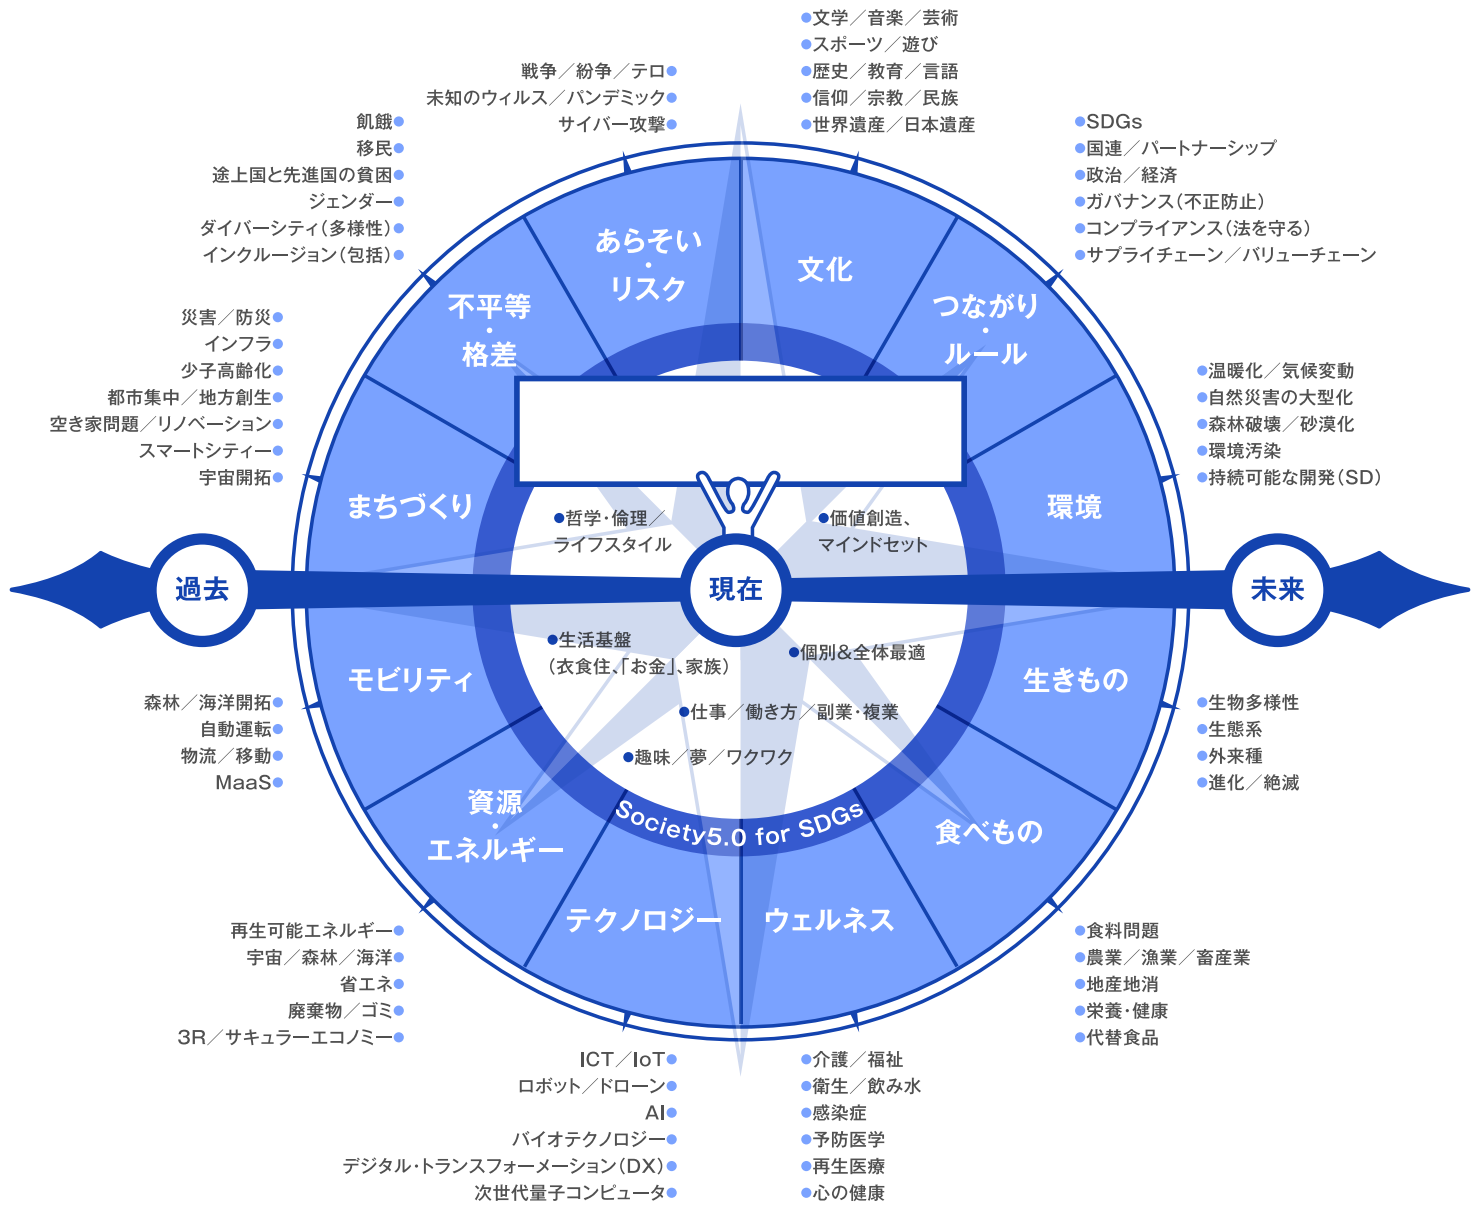 ●文学／音楽／芸術
●スポーツ／遊び
●歴史／教育／言語
●信仰／宗教／民族
●世界遺産／日本遺産
戦争／紛争／テロ●
未知のウィルス／パンデミック●
サイバー攻撃●
飢餓●
移民●
途上国と先進国の貧困●
ジェンダー●
ダイバーシティ（多様性）●
インクルージョン（包括）●
●SDGs
●国連／パートナーシップ
●政治／経済
●ガバナンス（不正防止）
●コンプライアンス（法を守る）
●サプライチェーン／バリューチェーン
あらそい
・
リスク
文化
不平等
・
格差
つながり
・
ルール
災害／防災●
インフラ●
少子高齢化●
都市集中／地方創生●
空き家問題／リノベーション●
スマートシティー●
宇宙開拓●
●温暖化／気候変動
●自然災害の大型化
●森林破壊／砂漠化
●環境汚染
●持続可能な開発（SD）
まちづくり
環境
●哲学・倫理／
ライフスタイル
●価値創造、
マインドセット
過去
現在
未来
●生活基盤
（衣食住、「お金」、家族）
●個別&全体最適
●仕事／働き方／副業・複業
●趣味／夢／ワクワク
モビリティ
生きもの
森林／海洋開拓●
自動運転●
物流／移動●
MaaS●
●生物多様性
●生態系
●外来種
●進化／絶滅
資源
・
エネルギー
食べもの
Society5.0 for SDGs
テクノロジー
ウェルネス
再生可能エネルギー●
宇宙／森林／海洋●
省エネ●
廃棄物／ゴミ●
3R／サキュラーエコノミー●
●食料問題
●農業／漁業／畜産業
●地産地消
●栄養・健康
●代替食品
ICT／IoT●
ロボット／ドローン●
AI●
バイオテクノロジー●
デジタル・トランスフォーメーション（DX）●
次世代量子コンピュータ●
●介護／福祉
●衛生／飲み水
●感染症
●予防医学
●再生医療
●心の健康